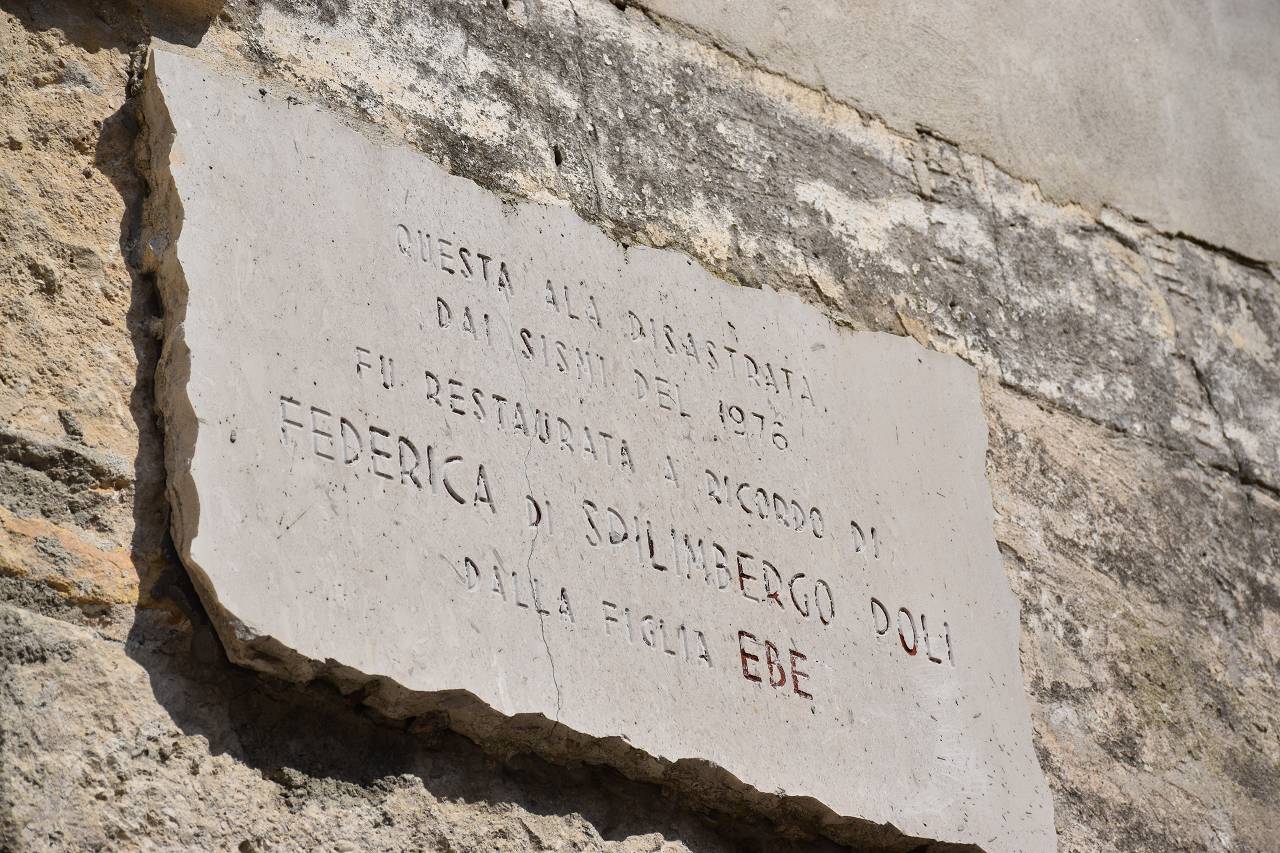 QUESTA ALA DISASTRATA
DAI SISMI DEL 1976
FU RESTAURATA A RICORDO DI
FEDERICA DI SPILIMBERGO DOLI
DALLA FIGLIA EBE